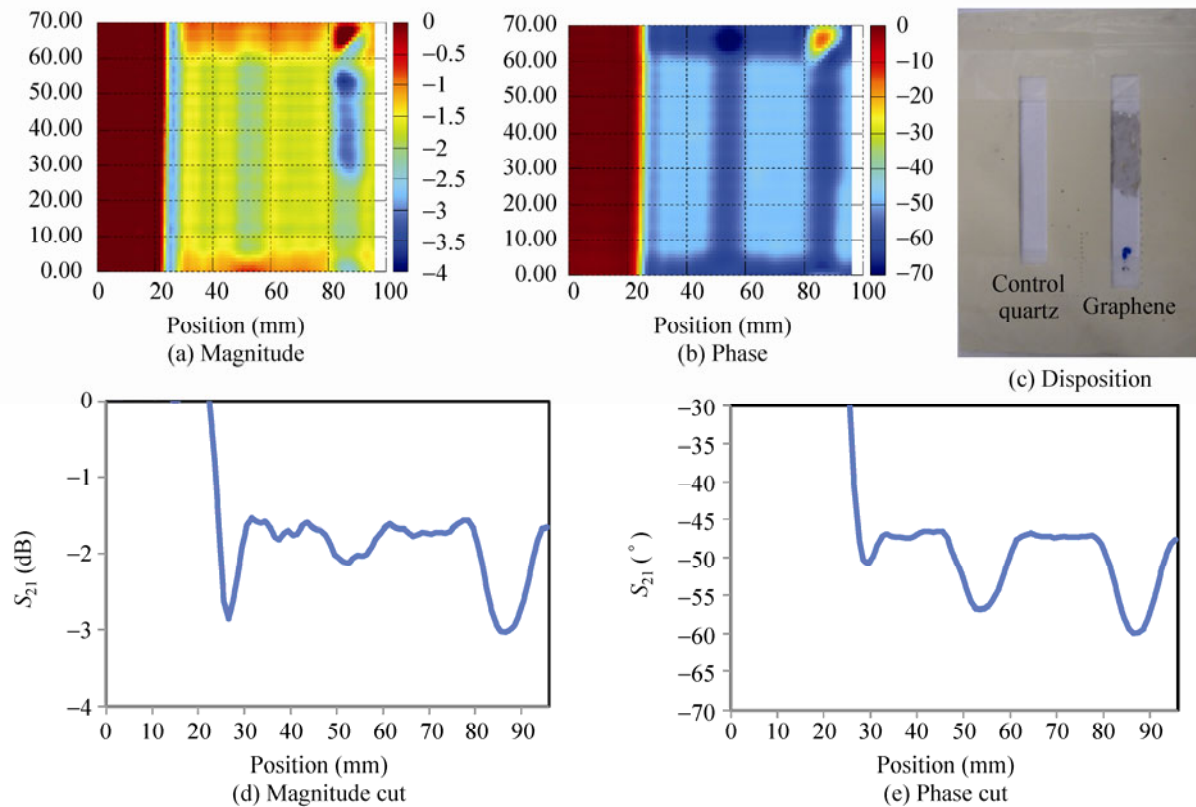 70.00
60.00
50.00
40.00
30.00
20.00
10.00
0.00
0 20 40 60 80 100
Position (mm)
0
−0.5
−1
−1.5
−2
−2.5
−3
−3.5
−4
(a) Magnitude
70.00
60.00
50.00
40.00
30.00
20.00
10.00
0.00
0 20 40 60 80 100
Position (mm)
0
−10
−20
−30
−40
−50
−60
−70
(b) Phase
Control
quartz
Graphene
(c) Disposition
S21 (dB)
0
−1
−2
−3
−4
0 10 20 30 40 50 60 70 80 90
Position (mm)
(d) Magnitude cut
S21 (°)
−30
−35
−40
−45
−50
−55
−60
−65
−70
0 10 20 30 40 50 60 70 80 90
Position (mm)
(e) Phase cut